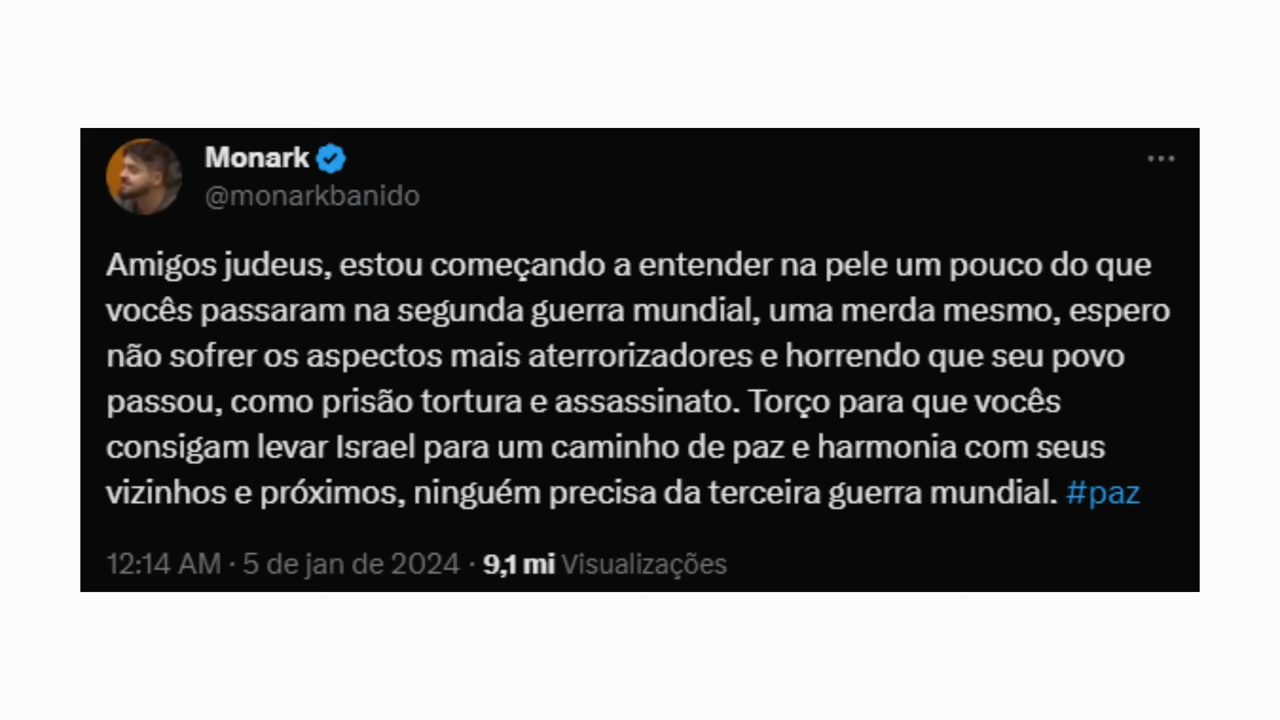 Monark
@monarkbanido
Amigos judeus, estou começando a entender na pele um pouco do que
vocês passaram na segunda guerra mundial, uma merda mesmo, espero
não sofrer os aspectos mais aterrorizadores e horrendo que seu povo
passou, como prisão tortura e assassinato. Torço para que vocês
consigam levar Israel para um caminho de paz e harmonia com seus
vizinhos e próximos, ninguém precisa da terceira guerra mundial. #paz
12:14 AM · 5 de jan de 2024 · 9,1 mi Visualizações